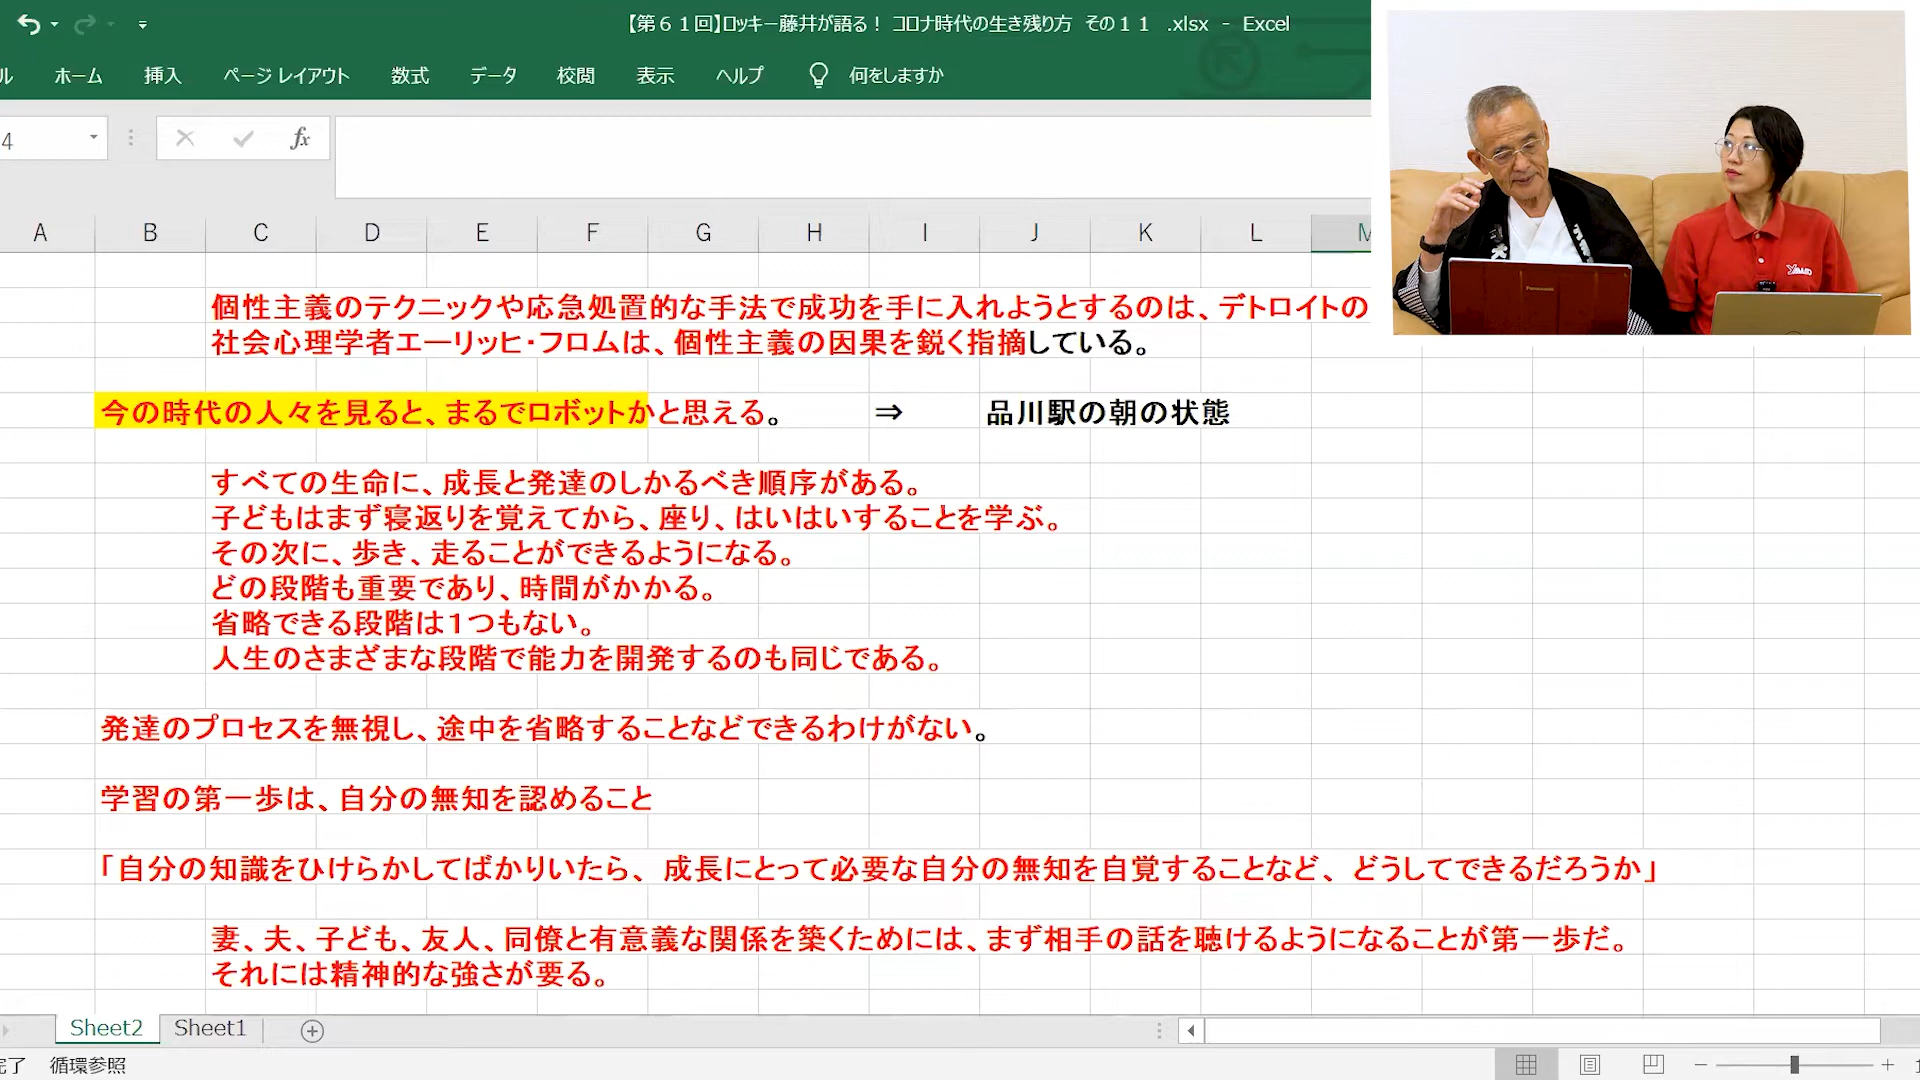 【第６１回】ロッキー藤井が語る！ コロナ時代の生き残り方 その１１ .xlsx - Excel
ル ホーム 挿入 ページ レイアウト 数式 データ 校閲 表示 ヘルプ 何をしますか
4 fx
A B C D E F G H I J K L M
個性主義のテクニックや応急処置的な手法で成功を手に入れようとするのは、デトロイトの
社会心理学者エーリッヒ・フロムは、個性主義の因果を鋭く指摘している。
今の時代の人々を見ると、まるでロボットかと思える。 ⇒ 品川駅の朝の状態
すべての生命に、成長と発達のしかるべき順序がある。
子どもはまず寝返りを覚えてから、座り、はいはいすることを学ぶ。
その次に、歩き、走ることができるようになる。
どの段階も重要であり、時間がかかる。
省略できる段階は１つもない。
人生のさまざまな段階で能力を開発するのも同じである。
発達のプロセスを無視し、途中を省略することなどできるわけがない。
学習の第一歩は、自分の無知を認めること
「自分の知識をひけらかしてばかりいたら、成長にとって必要な自分の無知を自覚することなど、どうしてできるだろうか」
妻、夫、子ども、友人、同僚と有意義な関係を築くためには、まず相手の話を聴けるようになることが第一歩だ。
それには精神的な強さが要る。
Sheet2 Sheet1
完了 循環参照
Panasonic